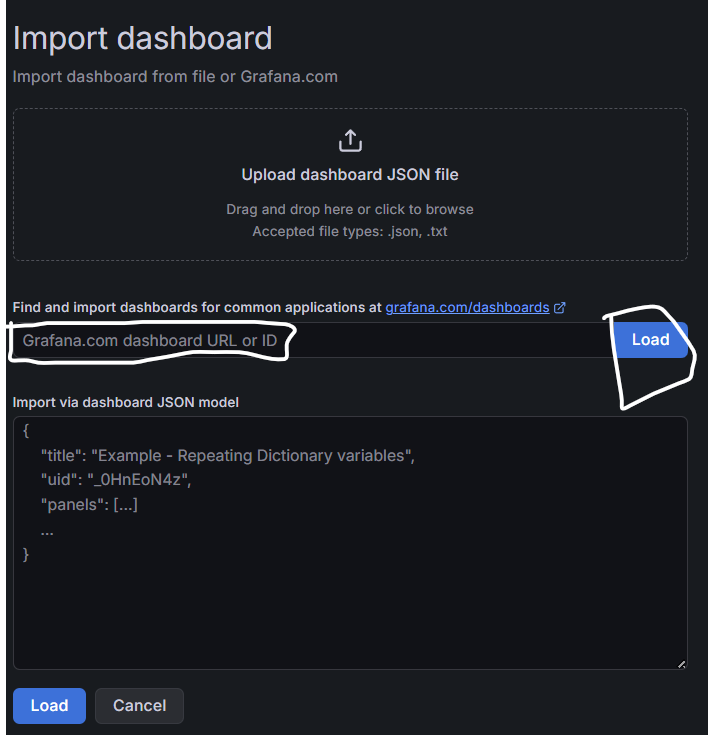 Import dashboard
Import dashboard from file or Grafana.com
Upload dashboard JSON file
Drag and drop here or click to browse
Accepted file types: .json, .txt
Find and import dashboards for common applications at grafana.com/dashboards
Grafana.com dashboard URL or ID
Load
Import via dashboard JSON model
{
"title": "Example - Repeating Dictionary variables",
"uid": "_0HnEoN4z",
"panels": [...]
...
}
Load Cancel